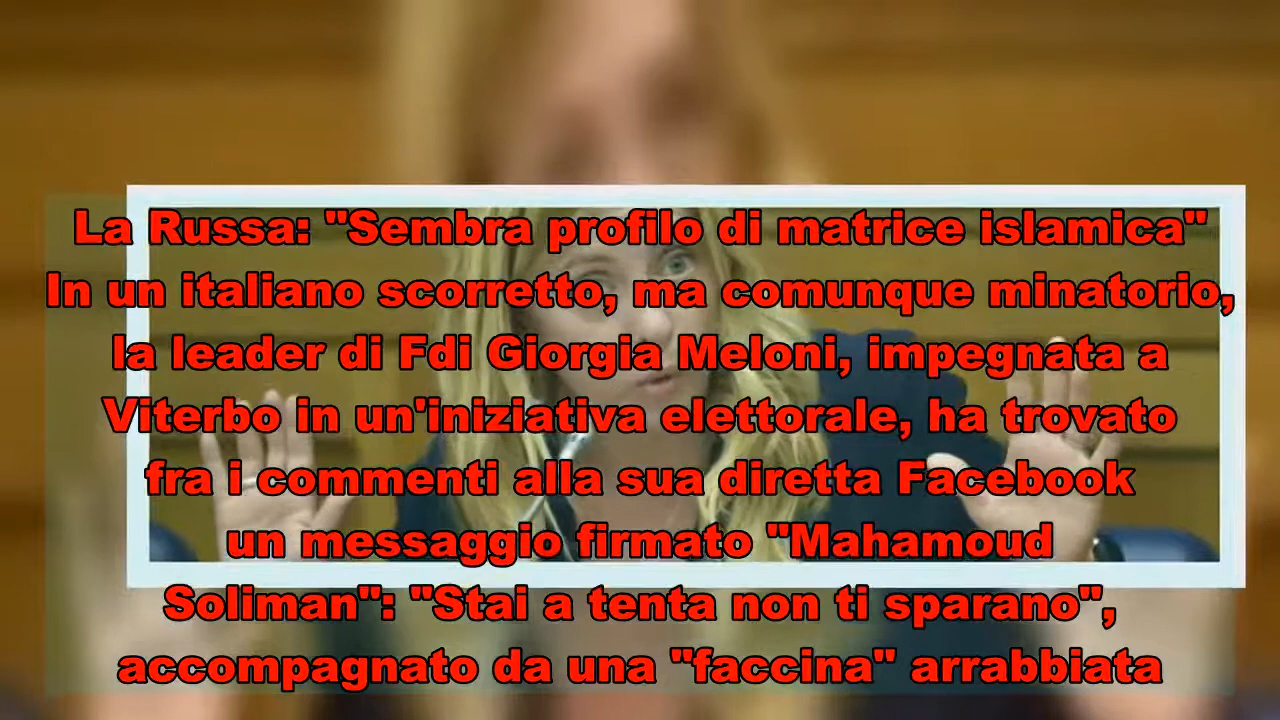 La Russa: "Sembra profilo di matrice islamica"
In un italiano scorretto, ma comunque minatorio,
la leader di Fdi Giorgia Meloni, impegnata a
Viterbo in un'iniziativa elettorale, ha trovato
fra i commenti alla sua diretta Facebook
un messaggio firmato "Mahamoud
Soliman": "Stai a tenta non ti sparano",
accompagnato da una "faccina" arrabbiata